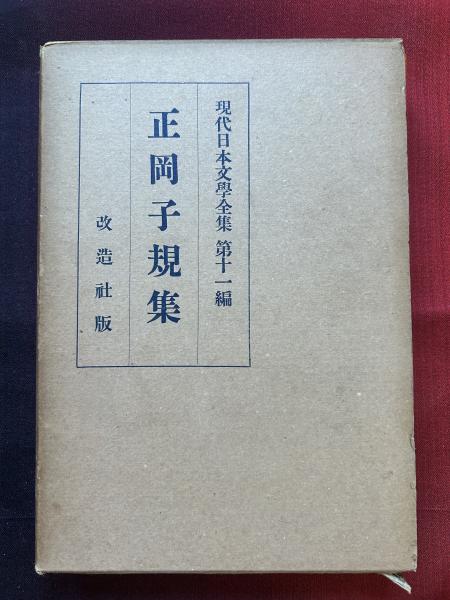 現代日本文學全集 第十一編
正岡子規集
改造社版